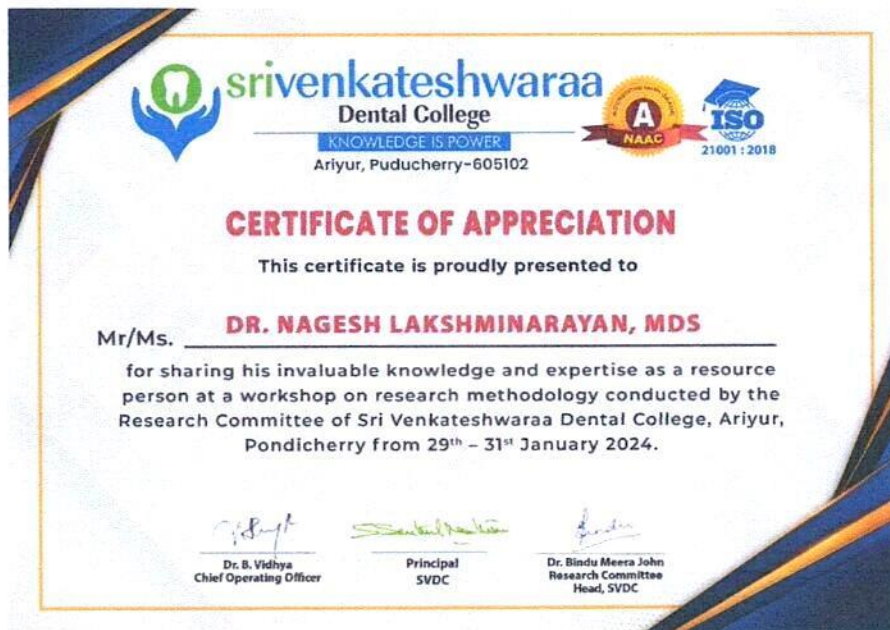 srivenkateshwaraa
Dental College
KNOWLEDGE IS POWER
Ariyur, Puducherry-605102
A
NAAC
ISO
21001 : 2018
CERTIFICATE OF APPRECIATION
This certificate is proudly presented to
Mr/Ms. DR. NAGESH LAKSHMINARAYAN, MDS
for sharing his invaluable knowledge and expertise as a resource
person at a workshop on research methodology conducted by the
Research Committee of Sri Venkateshwaraa Dental College, Ariyur,
Pondicherry from 29th – 31st January 2024.
Dr. B. Vidhya
Chief Operating Officer
Principal
SVDC
Dr. Bindu Meera John
Research Committee
Head, SVDC